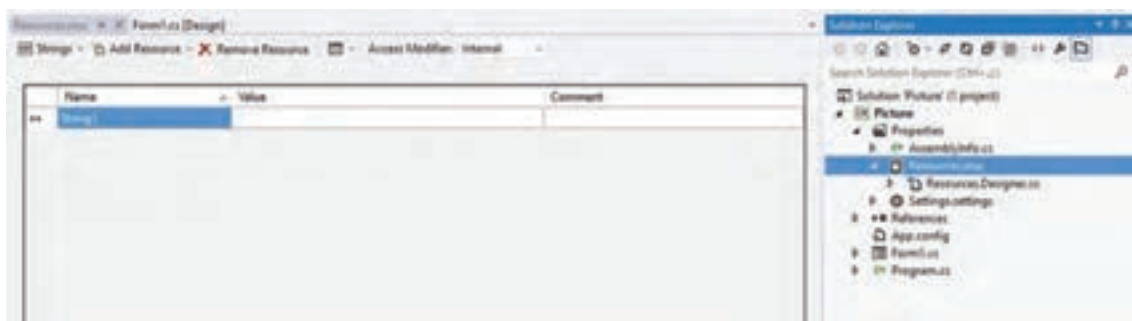 Resources.resx Form1.cs [Design]
Strings Add Resource Remove Resource Access Modifier: Internal
Name Value Comment
String1
Solution Explorer
Search Solution Explorer (Ctrl+;)
Solution 'Picture' (1 project)
Picture
Properties
AssemblyInfo.cs
Resources.resx
Resources.Designer.cs
Settings.settings
References
App.config
Form1.cs
Program.cs